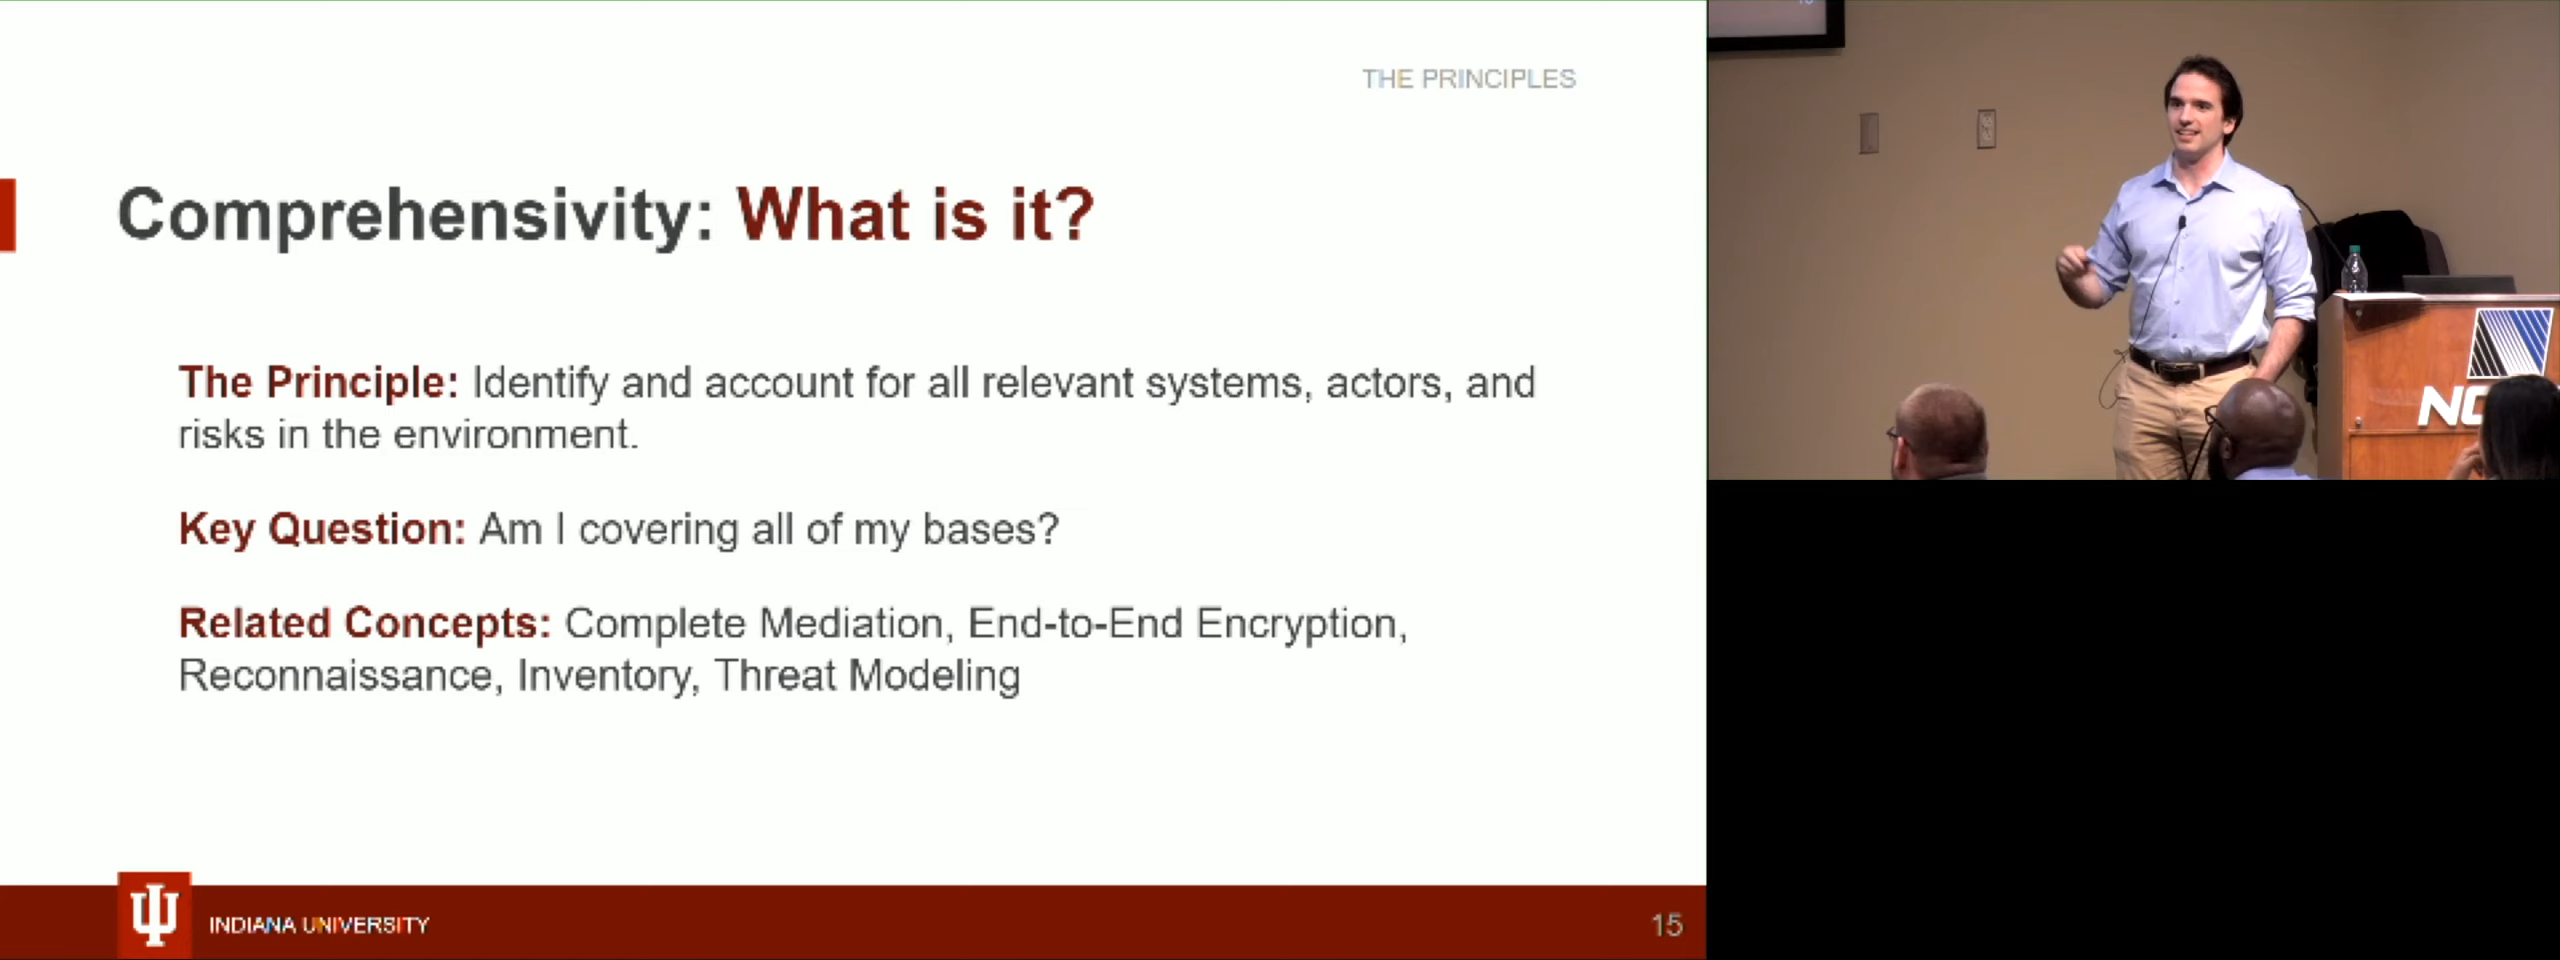 THE PRINCIPLES
Comprehensivity: What is it?
The Principle: Identify and account for all relevant systems, actors, and
risks in the environment.
Key Question: Am I covering all of my bases?
Related Concepts: Complete Mediation, End-to-End Encryption,
Reconnaissance, Inventory, Threat Modeling
INDIANA UNIVERSITY
15